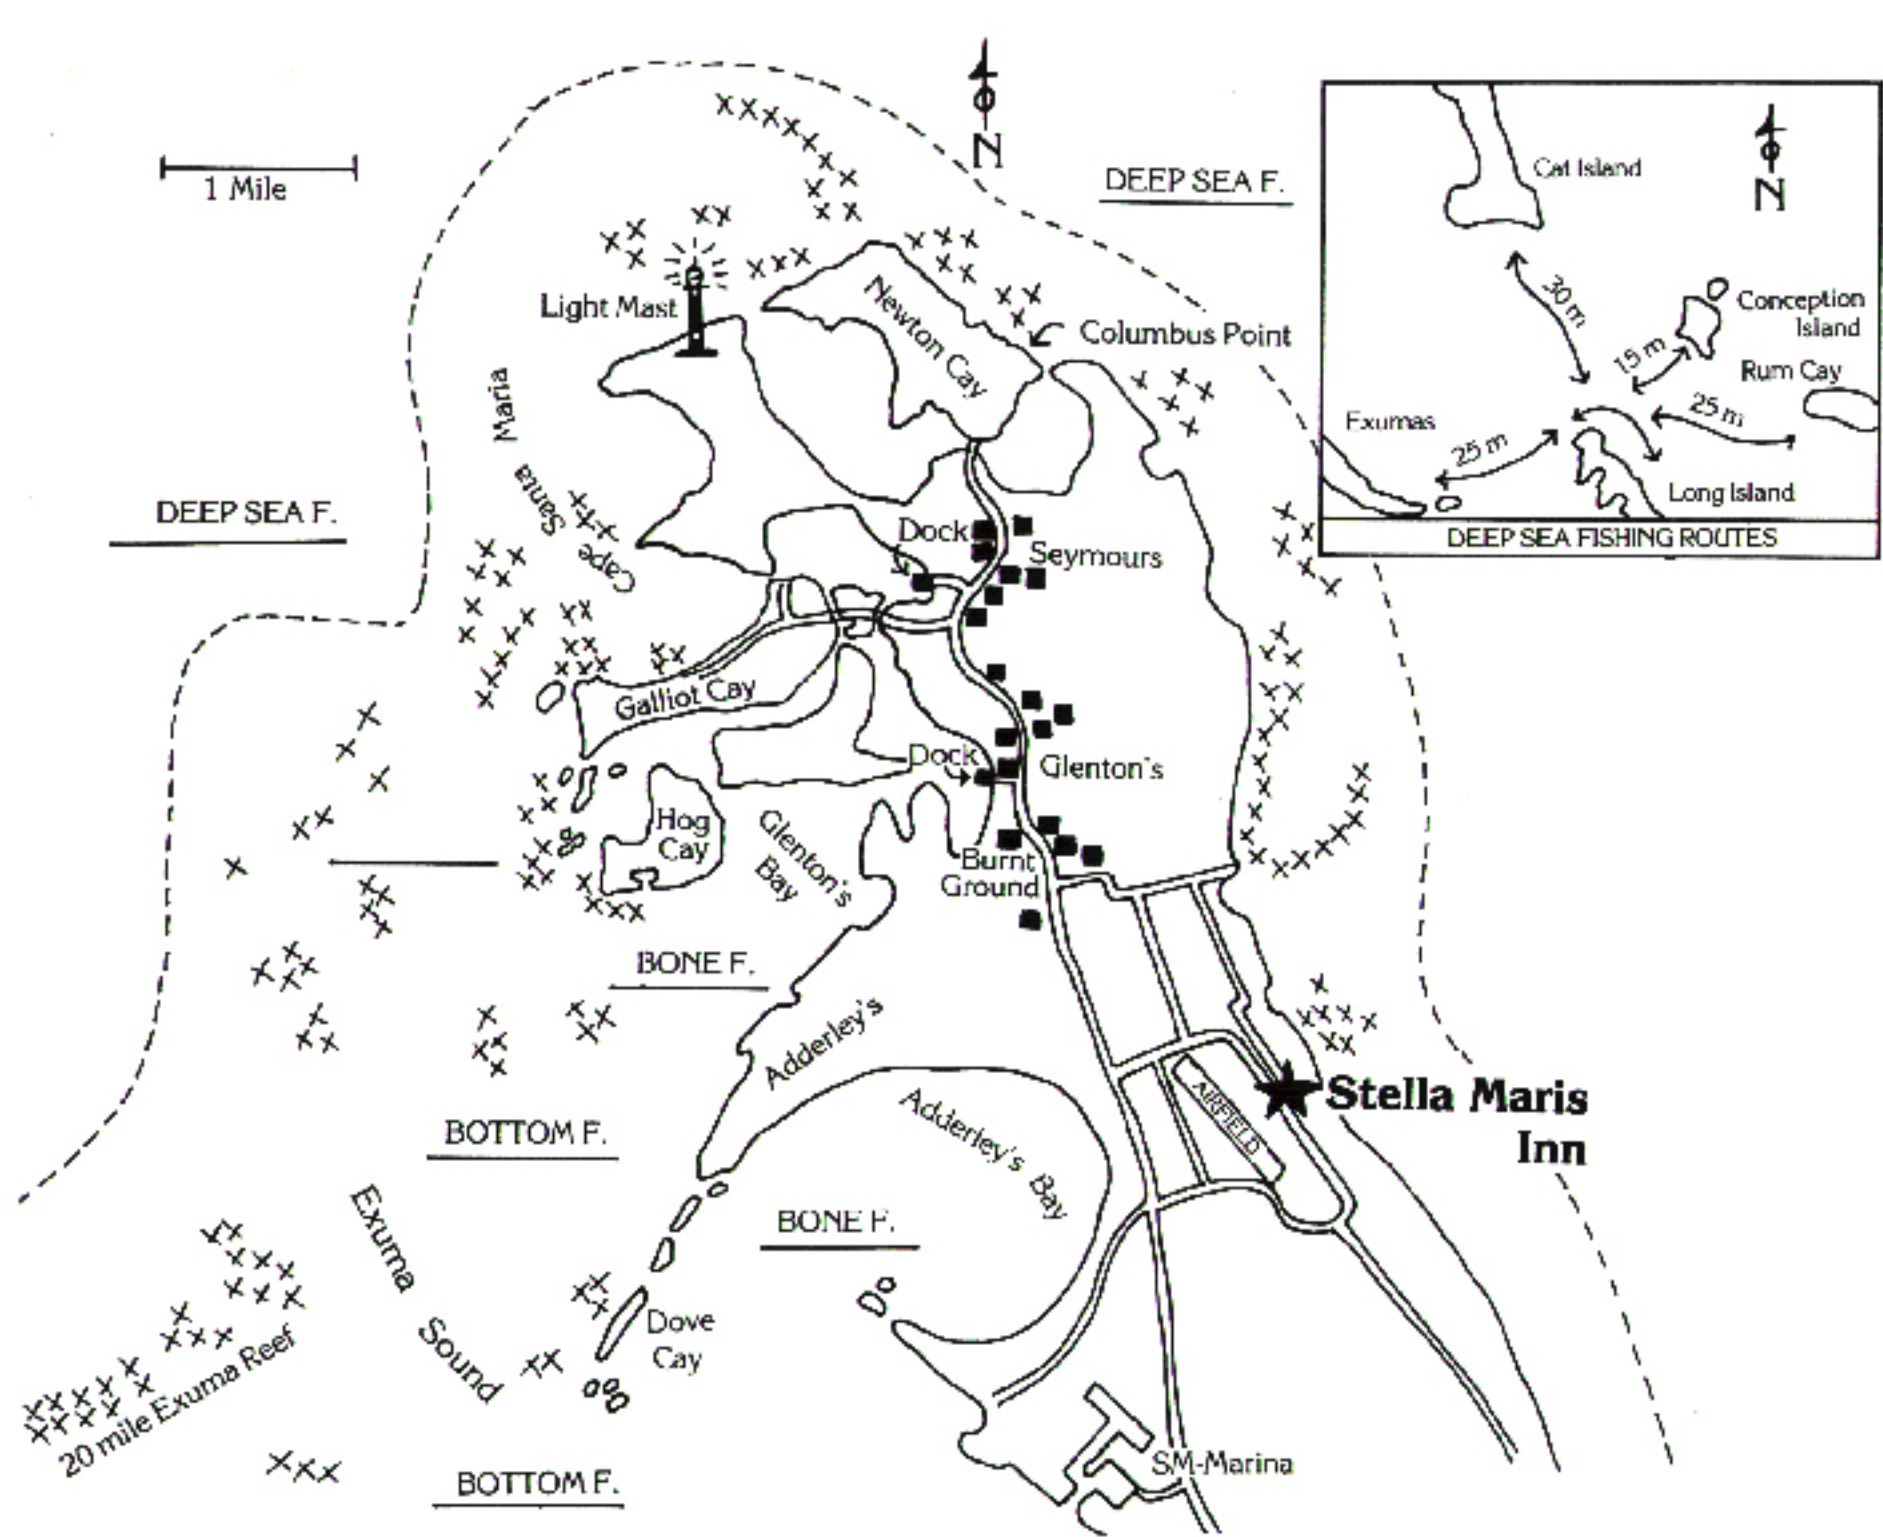 N
1 Mile
DEEP SEA F.
Cat Island
N
30 m
Conception
Island
15 m
Rum Cay
25 m
Exumas
25 m
Long Island
DEEP SEA FISHING ROUTES
Light Mast
Newton Cay
Columbus Point
Cape Santa Maria
DEEP SEA F.
Dock
Seymours
Galliot Cay
Dock
Glenton's
Hog
Cay
Glenton's
Bay
Burnt
Ground
BONE F.
Adderley's
Adderley's Bay
AIRFIELD
Stella Maris
Inn
BOTTOM F.
Exuma Sound
BONE F.
Dove
Cay
20 mile Exuma Reef
SM-Marina
BOTTOM F.